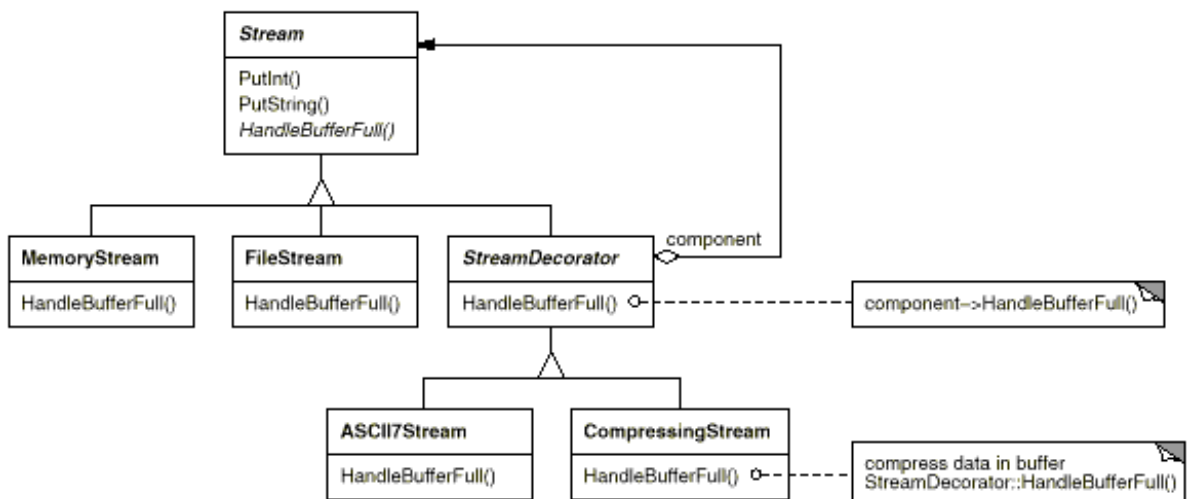 Stream
PutInt()
PutString()
HandleBufferFull()
component
MemoryStream
HandleBufferFull()
FileStream
HandleBufferFull()
StreamDecorator
HandleBufferFull()
component–>HandleBufferFull()
ASCII7Stream
HandleBufferFull()
CompressingStream
HandleBufferFull()
compress data in buffer
StreamDecorator::HandleBufferFull()